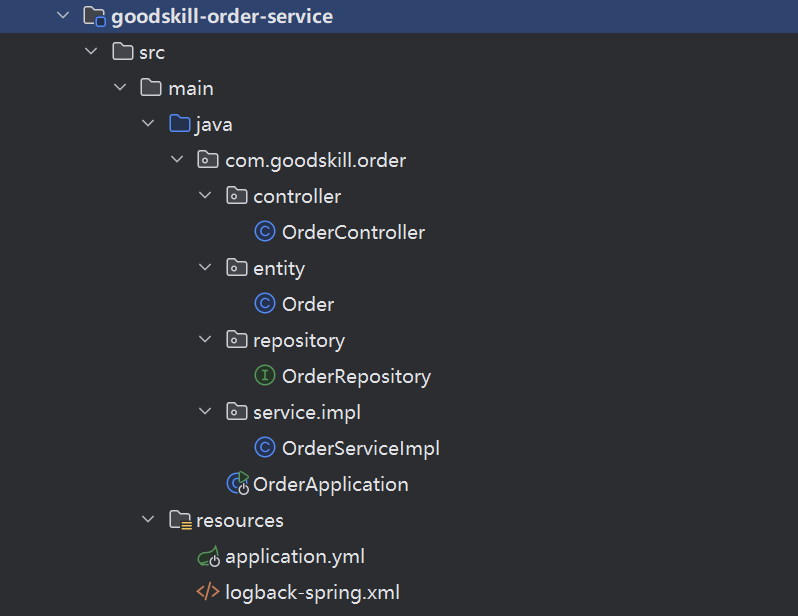 goodskill-order-service
src
main
java
com.goodskill.order
controller
OrderController
entity
Order
repository
OrderRepository
service.impl
OrderServiceImpl
OrderApplication
resources
application.yml
logback-spring.xml